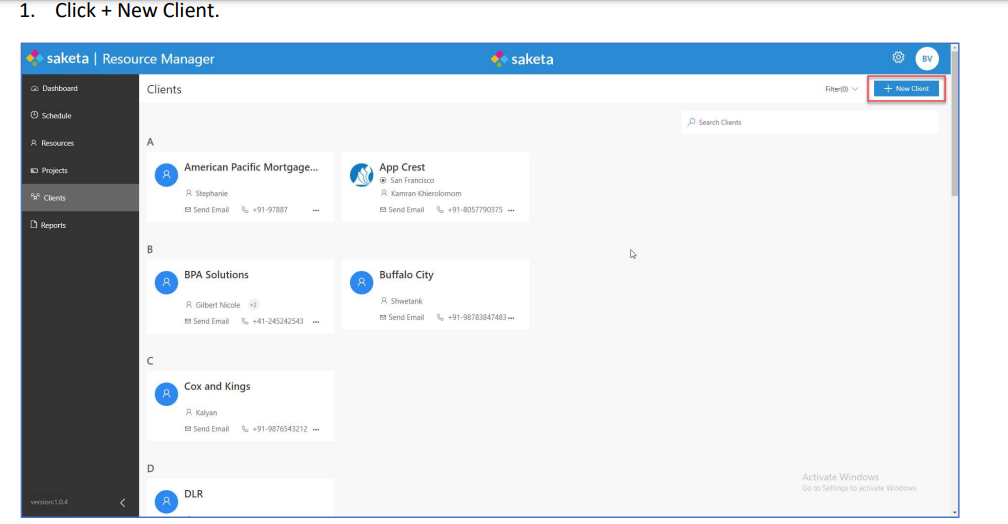 1. Click + New Client.
saketa | Resource Manager
saketa
BV
Dashboard
Clients
Filter(0)
+ New Client
Schedule
Search Clients
Resources
A
Projects
American Pacific Mortgage...
App Crest
San Francisco
Clients
Stephanie
Kamran Khierolomom
Send Email +91-97887 ...
Send Email +91-8057790375 ...
Reports
B
BPA Solutions
Buffalo City
Gilbert Nicole +2
Shwetank
Send Email +41-245242543 ...
Send Email +91-98783847483 ...
C
Cox and Kings
Kalyan
Send Email +91-9876543212 ...
D
DLR
Activate Windows
Go to Settings to activate Windows.
version:1.0.4